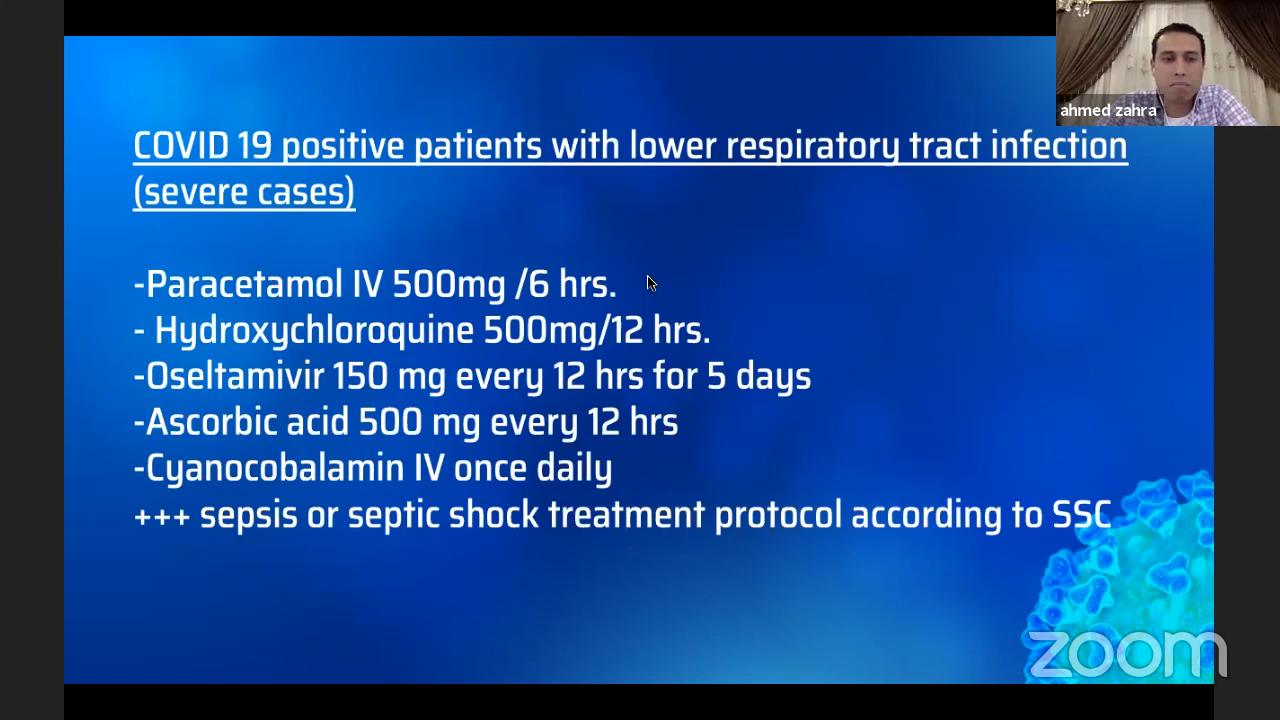 ahmed zahra
COVID 19 positive patients with lower respiratory tract infection
(severe cases)
-Paracetamol IV 500mg /6 hrs.
- Hydroxychloroquine 500mg/12 hrs.
-Oseltamivir 150 mg every 12 hrs for 5 days
-Ascorbic acid 500 mg every 12 hrs
-Cyanocobalamin IV once daily
+++ sepsis or septic shock treatment protocol according to SSC
zoom